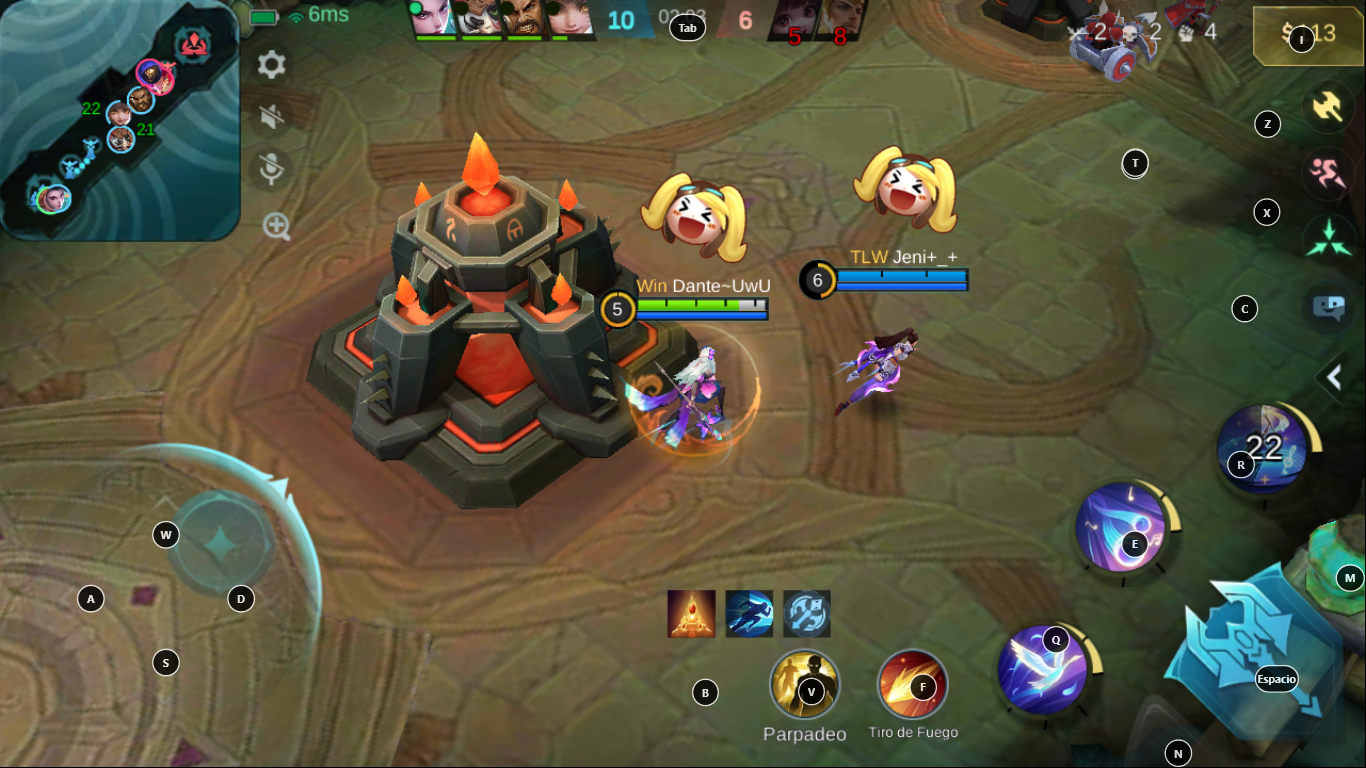 6ms
10
Tab
6
5
8
2
2
4
I
13
22
21
Z
T
X
C
TLW Jeni+_+
6
Win Dante~UwU
5
22
R
W
E
A
D
M
Q
S
Espacio
B
V
F
Parpadeo
Tiro de Fuego
N